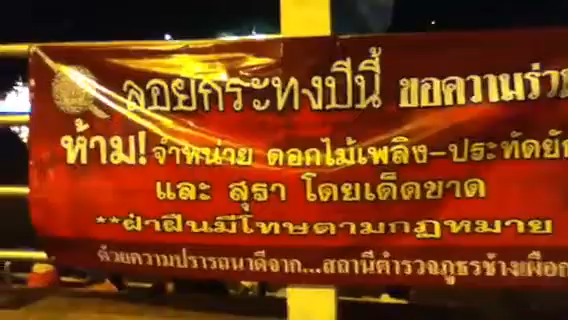 ลอยกระทงปีนี้ ขอความร่วม
ห้าม! จำหน่าย ดอกไม้เพลิง-ประทัดยัก
และ สุรา โดยเด็ดขาด
**ฝ่าฝืนมีโทษตามกฎหมาย
ด้วยความปรารถนาดีจาก...สถานีตำรวจภูธรช้างเผือก